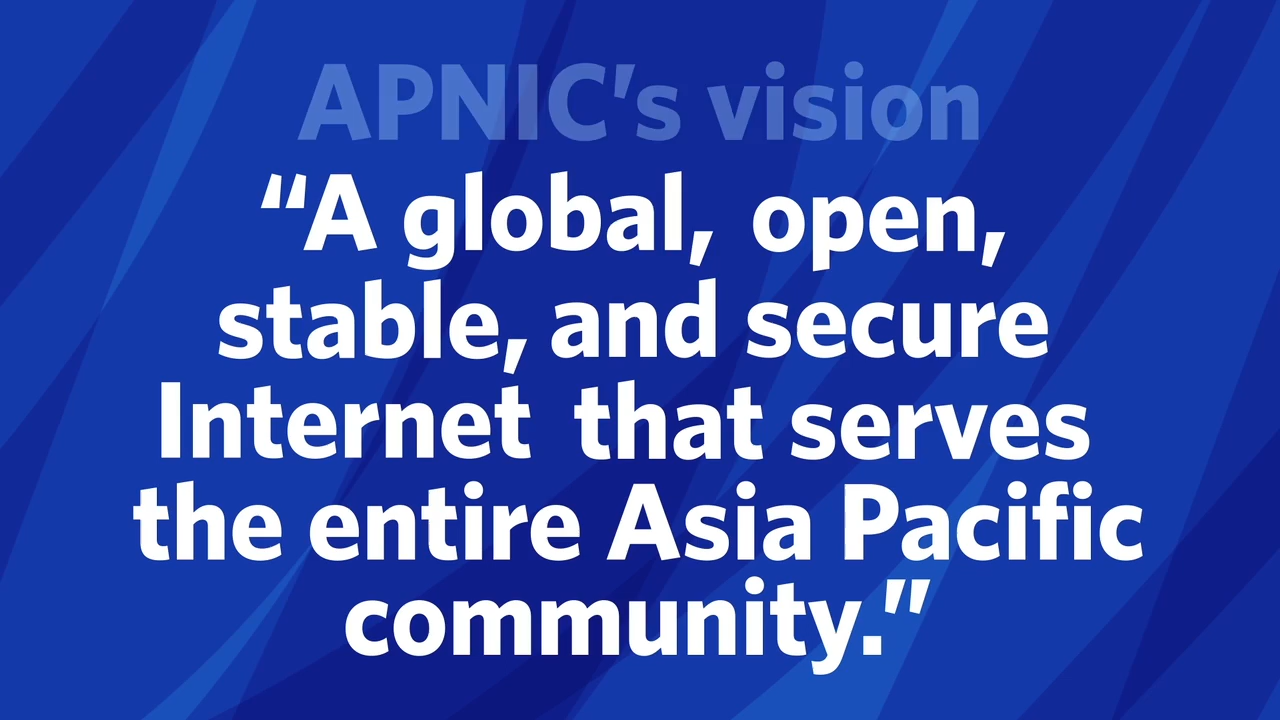 APNIC’s vision
“A global, open,
stable, and secure
Internet that serves
the entire Asia Pacific
community.”